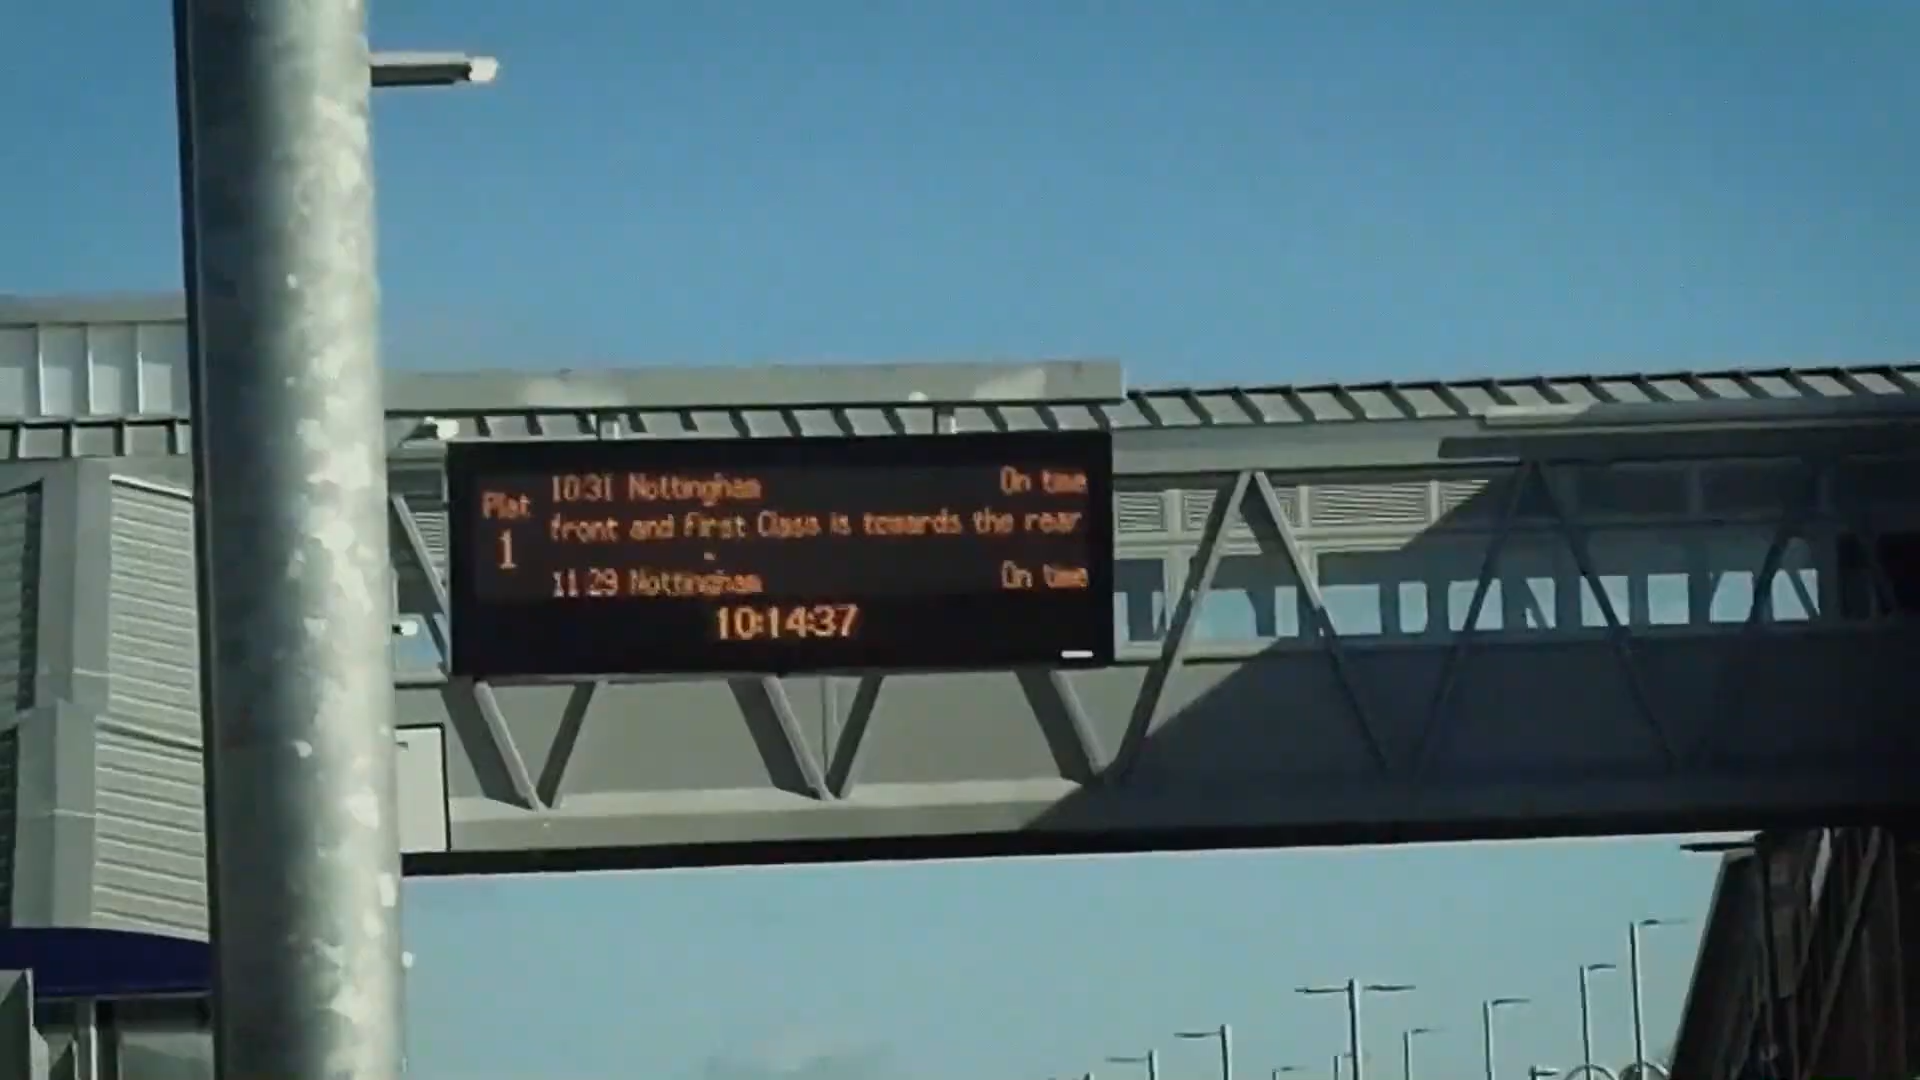 Plat 1
10:31 Nottingham On time
front and First Class is towards the rear
11:29 Nottingham On time
10:14:37